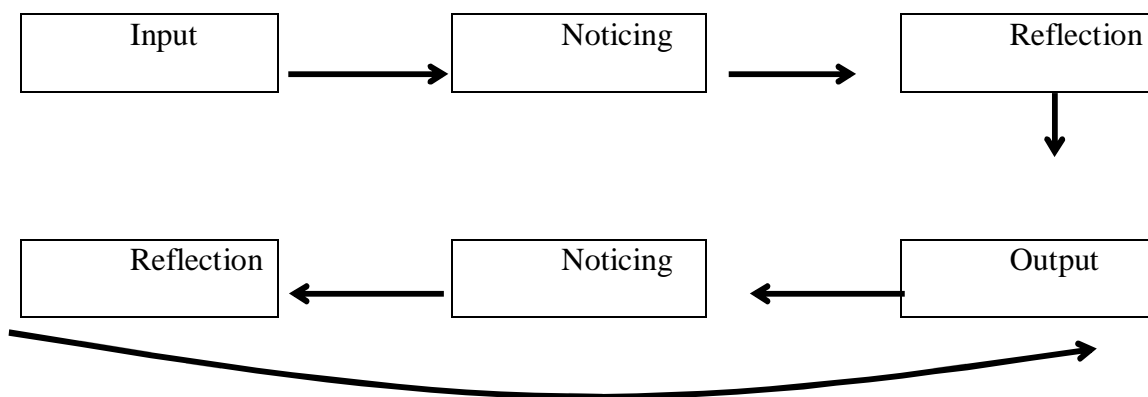 Input
Noticing
Reflection
Reflection
Noticing
Output